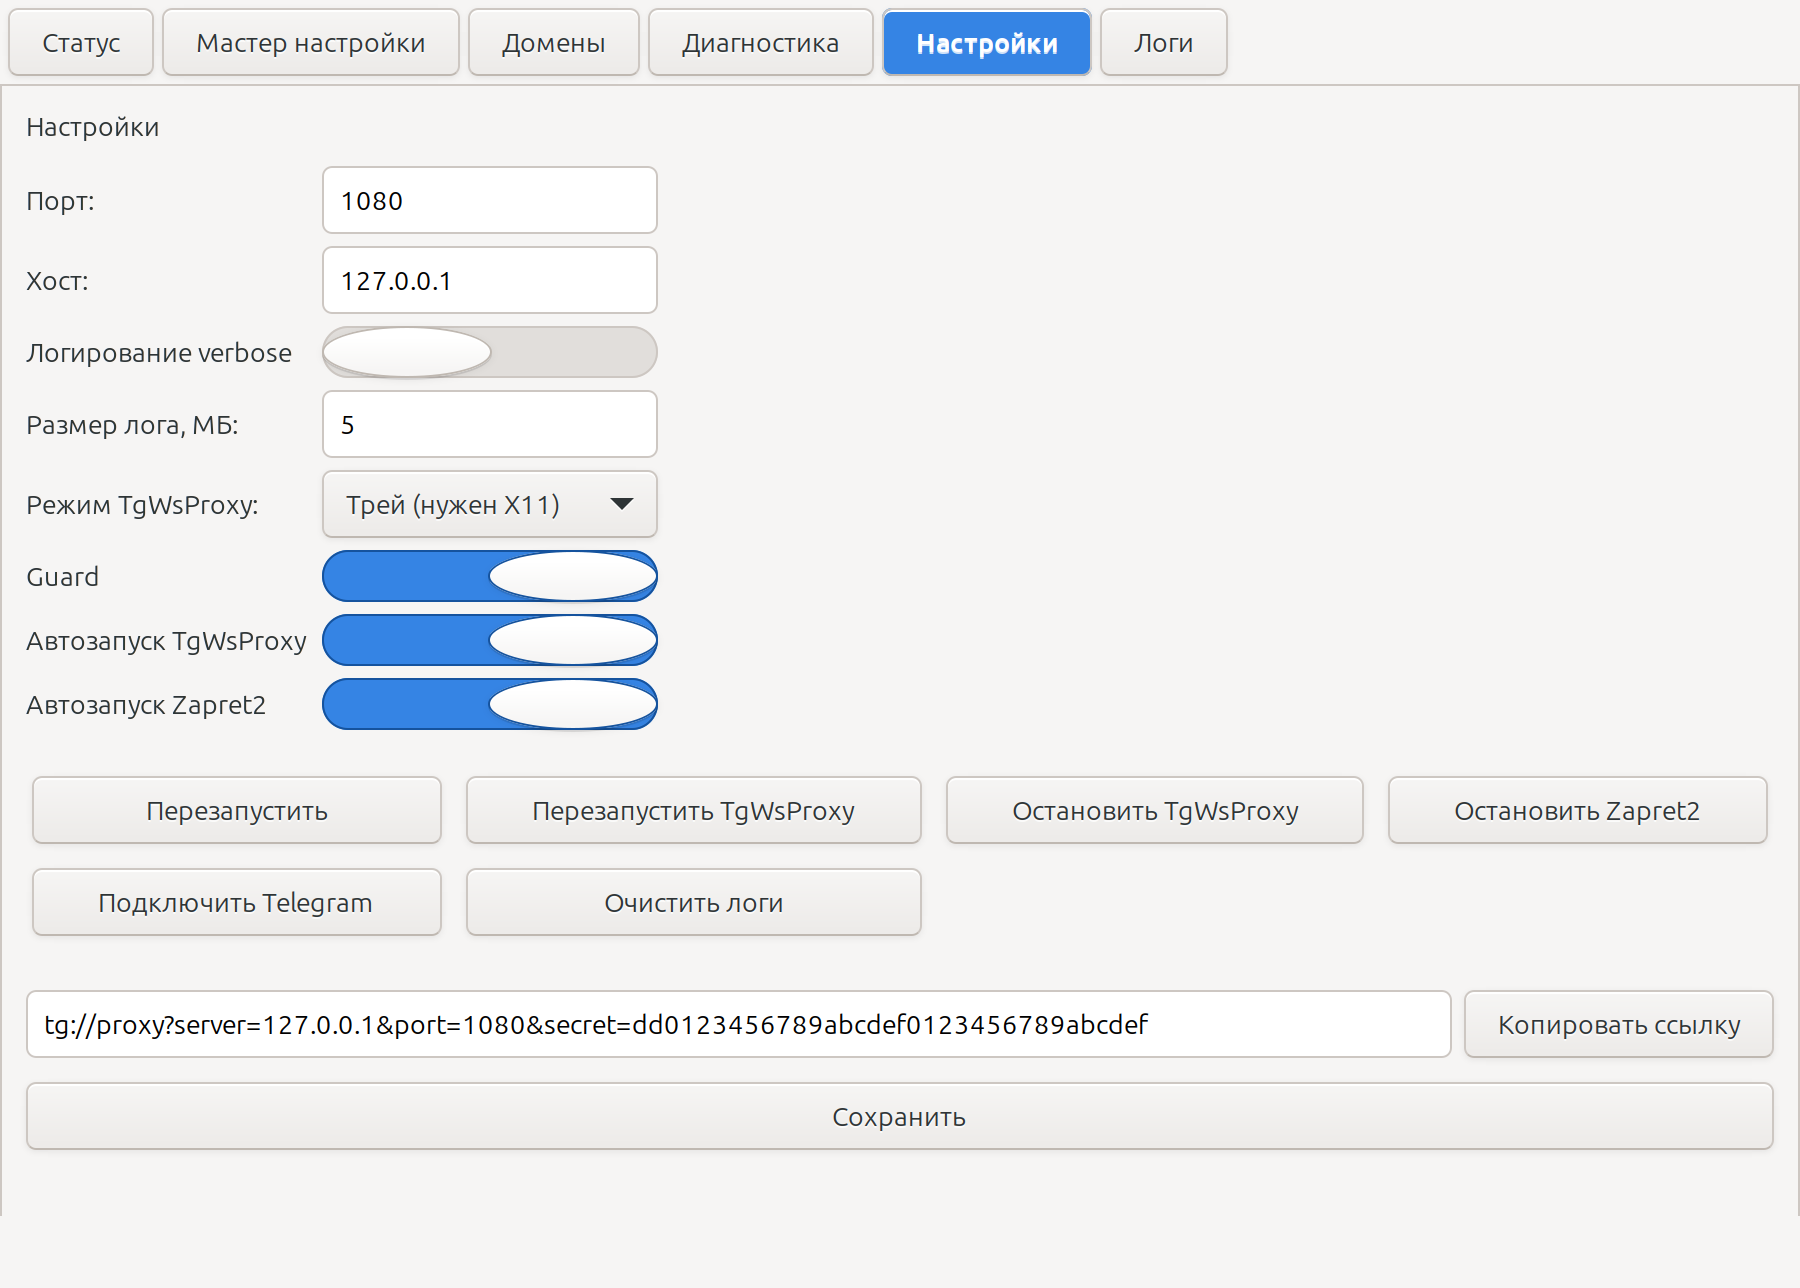 Статус Мастер настройки Домены Диагностика Настройки Логи
Настройки
Порт: 1080
Хост: 127.0.0.1
Логирование verbose
Размер лога, МБ: 5
Режим TgWsProxy: Трей (нужен X11)
Guard
Автозапуск TgWsProxy
Автозапуск Zapret2
Перезапустить Перезапустить TgWsProxy Остановить TgWsProxy Остановить Zapret2
Подключить Telegram Очистить логи
tg://proxy?server=127.0.0.1&port=1080&secret=dd0123456789abcdef0123456789abcdef Копировать ссылку
Сохранить